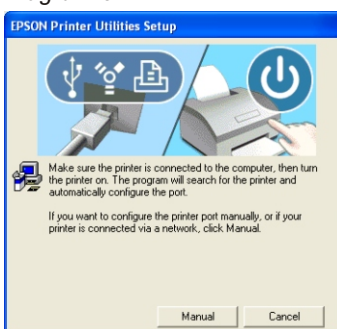 EPSON Printer Utilities Setup
Make sure the printer is connected to the computer, then turn
the printer on. The program will search for the printer and
automatically configure the port.
If you want to configure the printer port manually, or if your
printer is connected via a network, click Manual.
Manual
Cancel